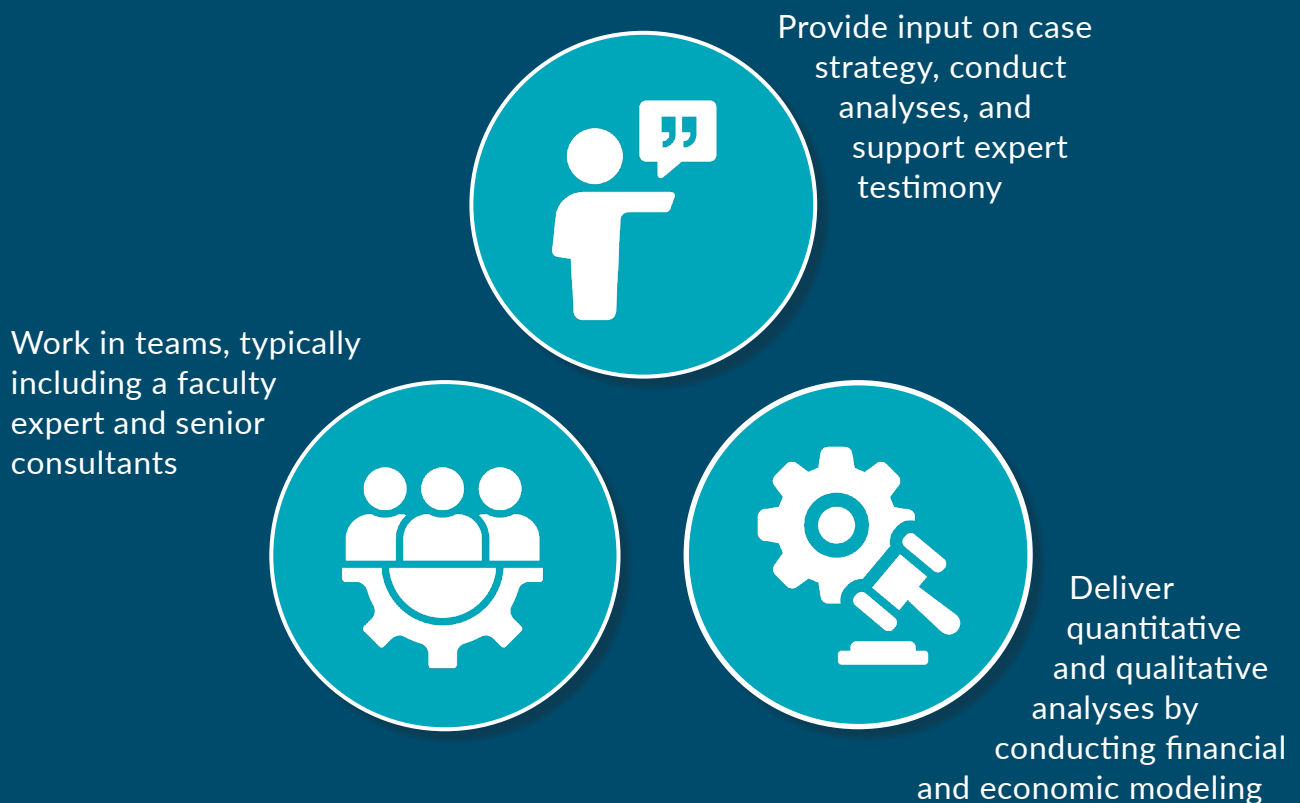 Provide input on case
strategy, conduct
analyses, and
support expert
testimony
Work in teams, typically
including a faculty
expert and senior
consultants
Deliver
quantitative
and qualitative
analyses by
conducting financial
and economic modeling